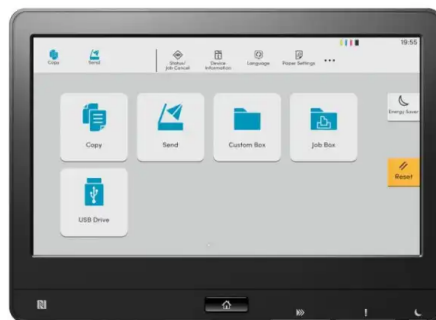 19:55
Copy
Send
Status/
Job Cancel
Device
Information
Language
Paper Settings
Copy
Send
Custom Box
Job Box
Energy Saver
Reset
USB Drive